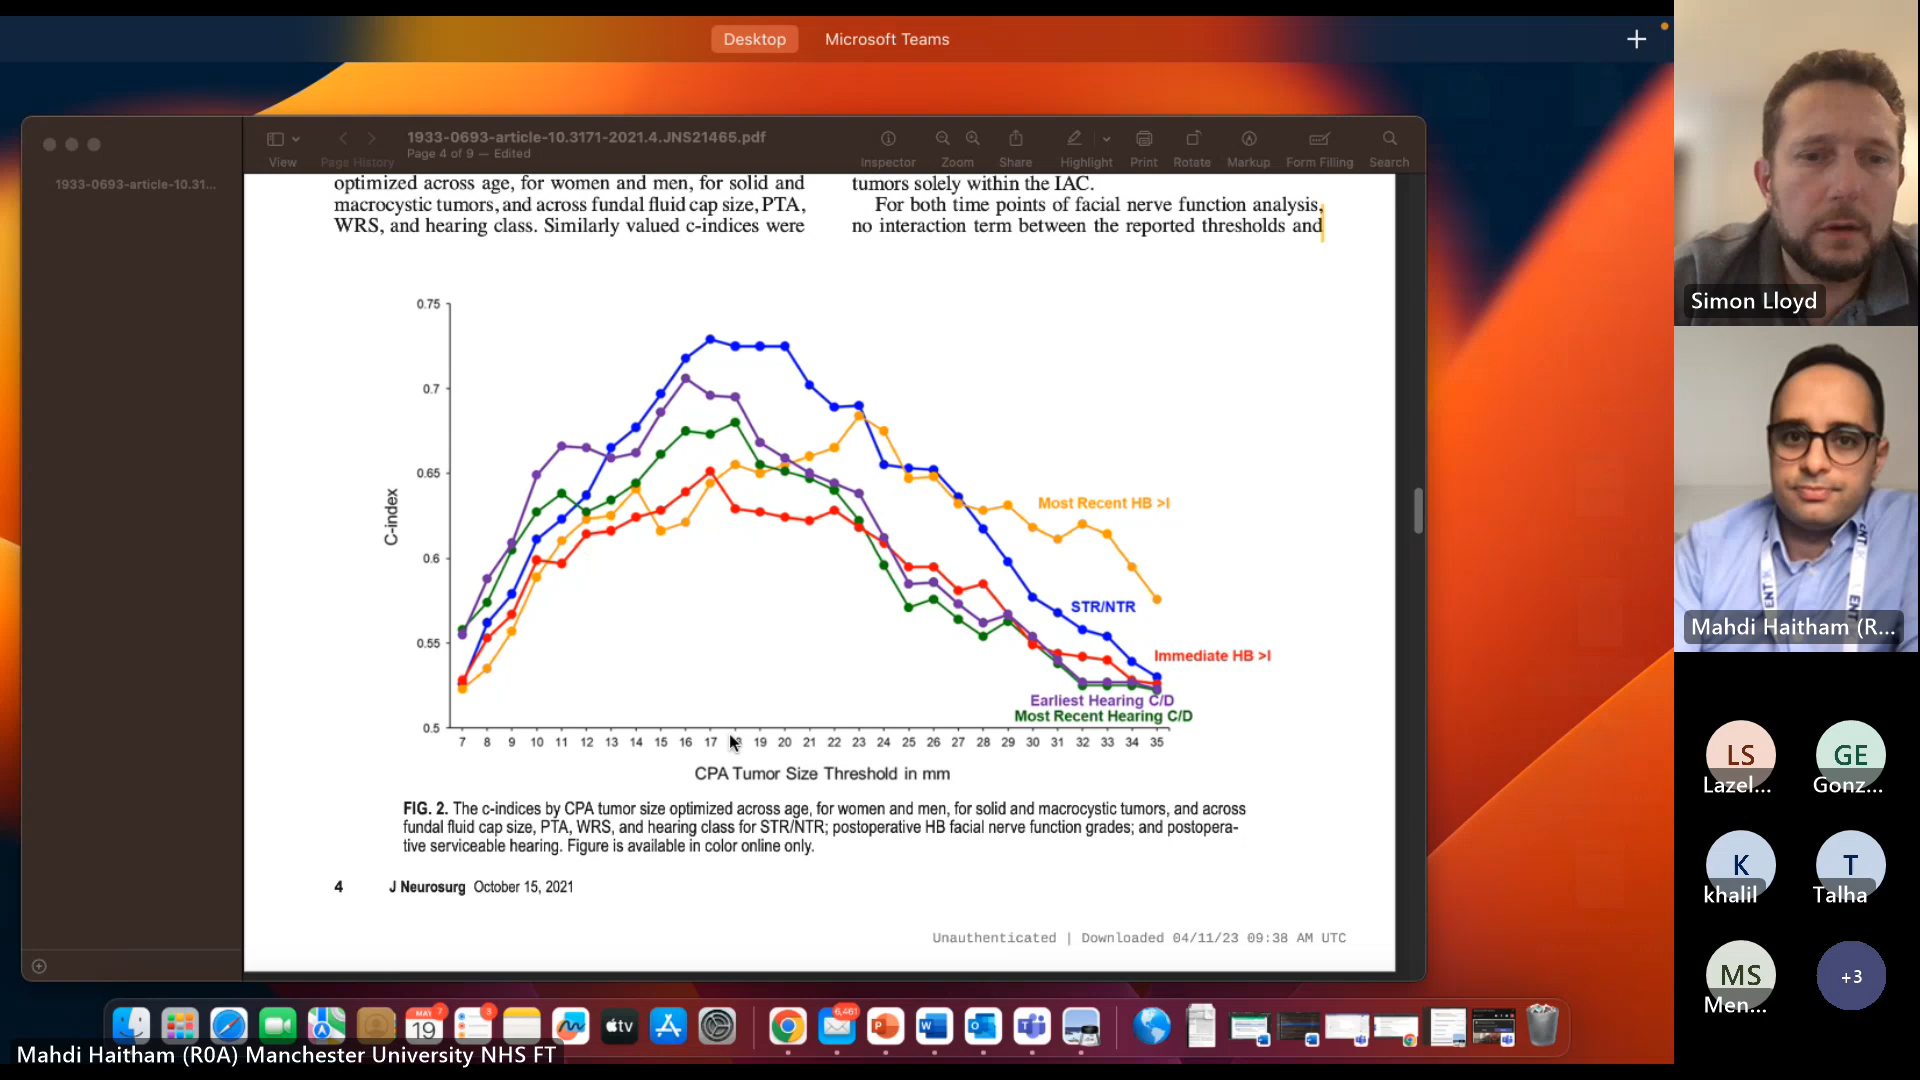 Desktop
Microsoft Teams
1933-0693-article-10.3171-2021.4.JNS21465.pdf
Page 4 of 9 — Edited
View
Page History
Inspector
Zoom
Share
Highlight
Print
Rotate
Markup
Form Filling
Search
1933-0693-article-10.31...
optimized across age, for women and men, for solid and
macrocystic tumors, and across fundal fluid cap size, PTA,
WRS, and hearing class. Similarly valued c-indices were
tumors solely within the IAC.
For both time points of facial nerve function analysis,
no interaction term between the reported thresholds and
0.75
0.7
0.65
0.6
0.55
0.5
C-index
Most Recent HB >I
STR/NTR
Immediate HB >I
Earliest Hearing C/D
Most Recent Hearing C/D
7 8 9 10 11 12 13 14 15 16 17 19 20 21 22 23 24 25 26 27 28 29 30 31 32 33 34 35
CPA Tumor Size Threshold in mm
FIG. 2. The c-indices by CPA tumor size optimized across age, for women and men, for solid and macrocystic tumors, and across
fundal fluid cap size, PTA, WRS, and hearing class for STR/NTR; postoperative HB facial nerve function grades; and postopera-
tive serviceable hearing. Figure is available in color online only.
4 J Neurosurg October 15, 2021
Unauthenticated | Downloaded 04/11/23 09:38 AM UTC
Simon Lloyd
Mahdi Haitham (R...
LS
Lazel...
GE
Gonz...
K
khalil
T
Talha
MS
Men...
+3
MAY
19
7
3
tv
6,461
Mahdi Haitham (R0A) Manchester University NHS FT